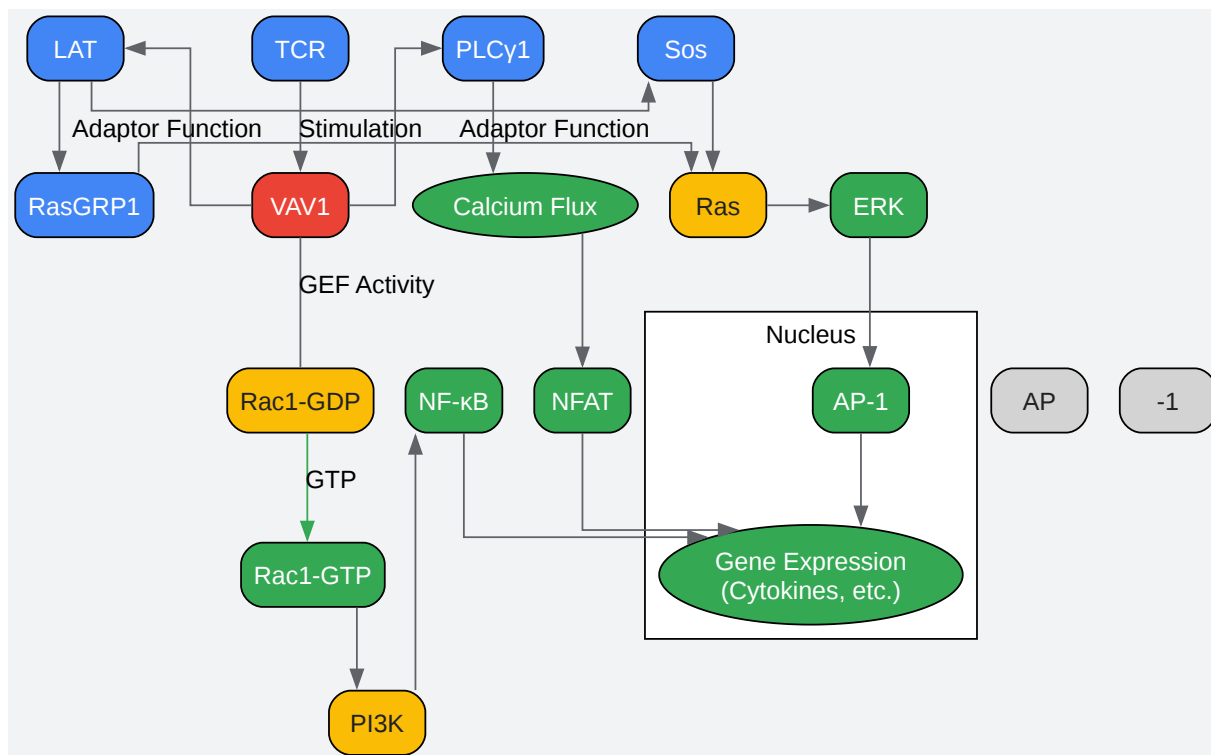 LAT
TCR
PLCγ1
Sos
Adaptor Function
Stimulation
Adaptor Function
RasGRP1
VAV1
Calcium Flux
Ras
ERK
GEF Activity
Nucleus
Rac1-GDP
NF-κB
NFAT
AP-1
AP
-1
GTP
Rac1-GTP
Gene Expression
(Cytokines, etc.)
PI3K